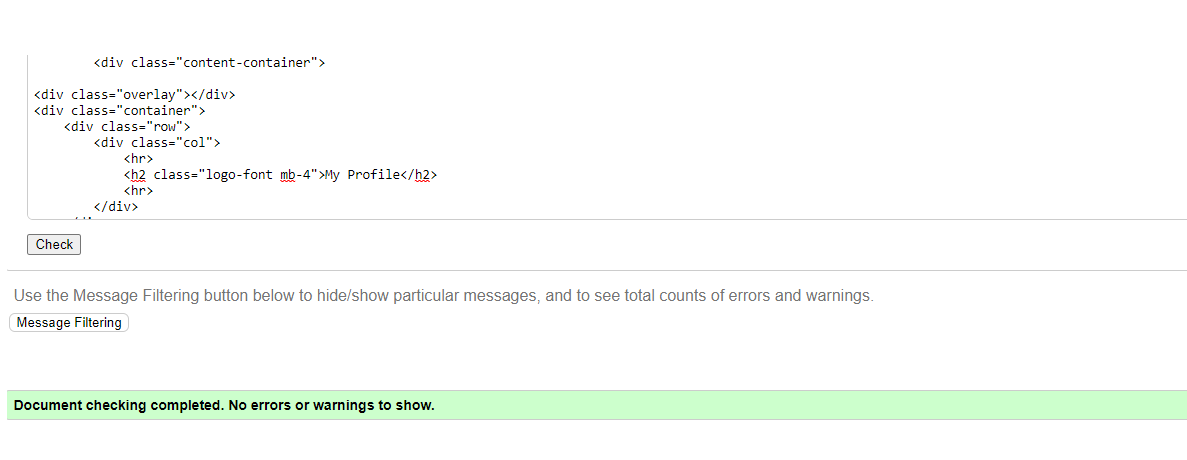 <div class="content-container">
<div class="overlay"></div>
<div class="container">
<div class="row">
<div class="col">
<hr>
<h2 class="logo-font mb-4">My Profile</h2>
<hr>
</div>
Check
Use the Message Filtering button below to hide/show particular messages, and to see total counts of errors and warnings.
Message Filtering
Document checking completed. No errors or warnings to show.